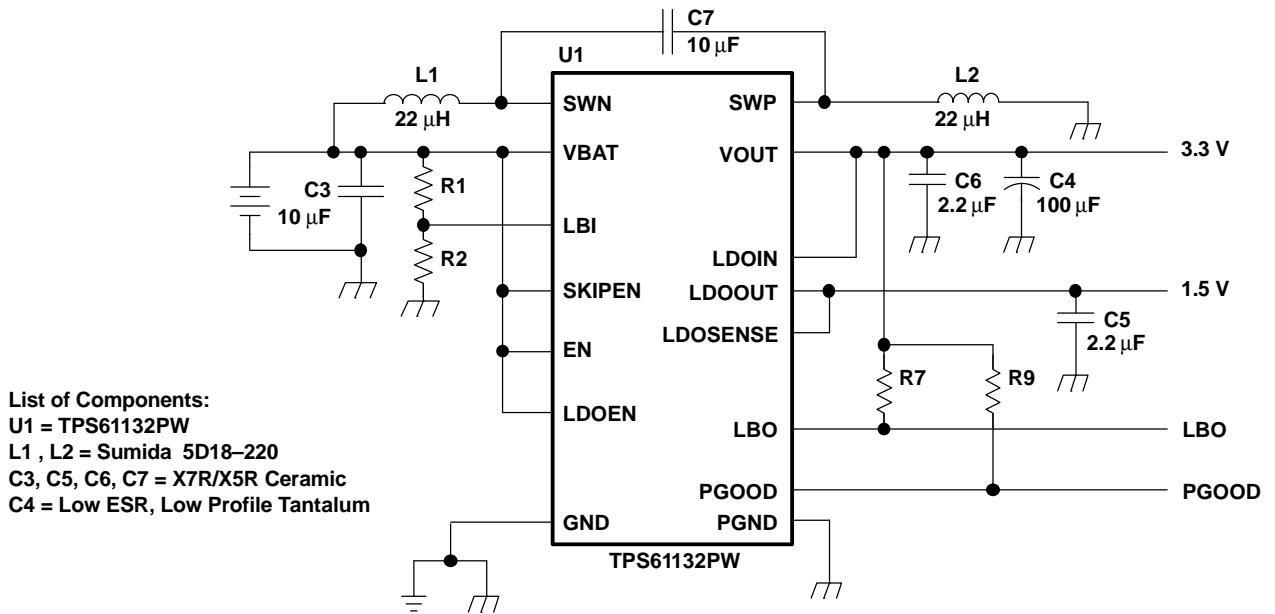 C7
10 µF
U1
L1
22 µH
L2
22 µH
SWN
SWP
VBAT
VOUT
3.3 V
C3
10 µF
R1
C6
2.2 µF
C4
100 µF
LBI
R2
LDOIN
SKIPEN
LDOOUT
1.5 V
LDOSENSE
C5
2.2 µF
EN
R7
R9
LDOEN
LBO
LBO
List of Components:
U1 = TPS61132PW
L1 , L2 = Sumida 5D18–220
C3, C5, C6, C7 = X7R/X5R Ceramic
C4 = Low ESR, Low Profile Tantalum
PGOOD
PGOOD
GND
PGND
TPS61132PW